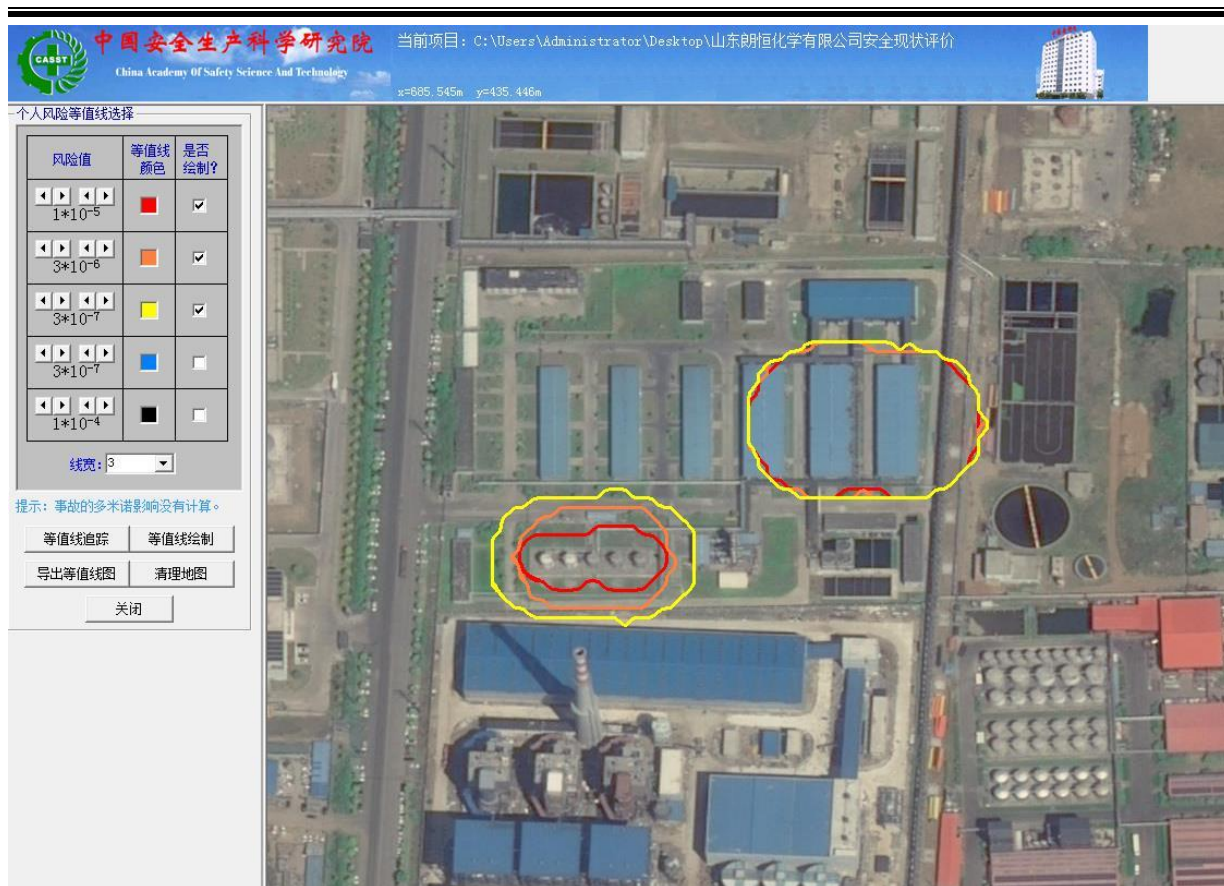 CASST
中国安全生产科学研究院
China Academy Of Safety Science And Technology
当前项目: C:\Users\Administrator\Desktop\山东朗恒化学有限公司安全现状评价
x=685.545m y=435.446m
个人风险等值线选择
风险值 等值线颜色 是否绘制?
1*10-5
3*10-6
3*10-7
3*10-7
1*10-4
线宽: 3
提示: 事故的多米诺影响没有计算。
等值线追踪 等值线绘制
导出等值线图 清理地图
关闭